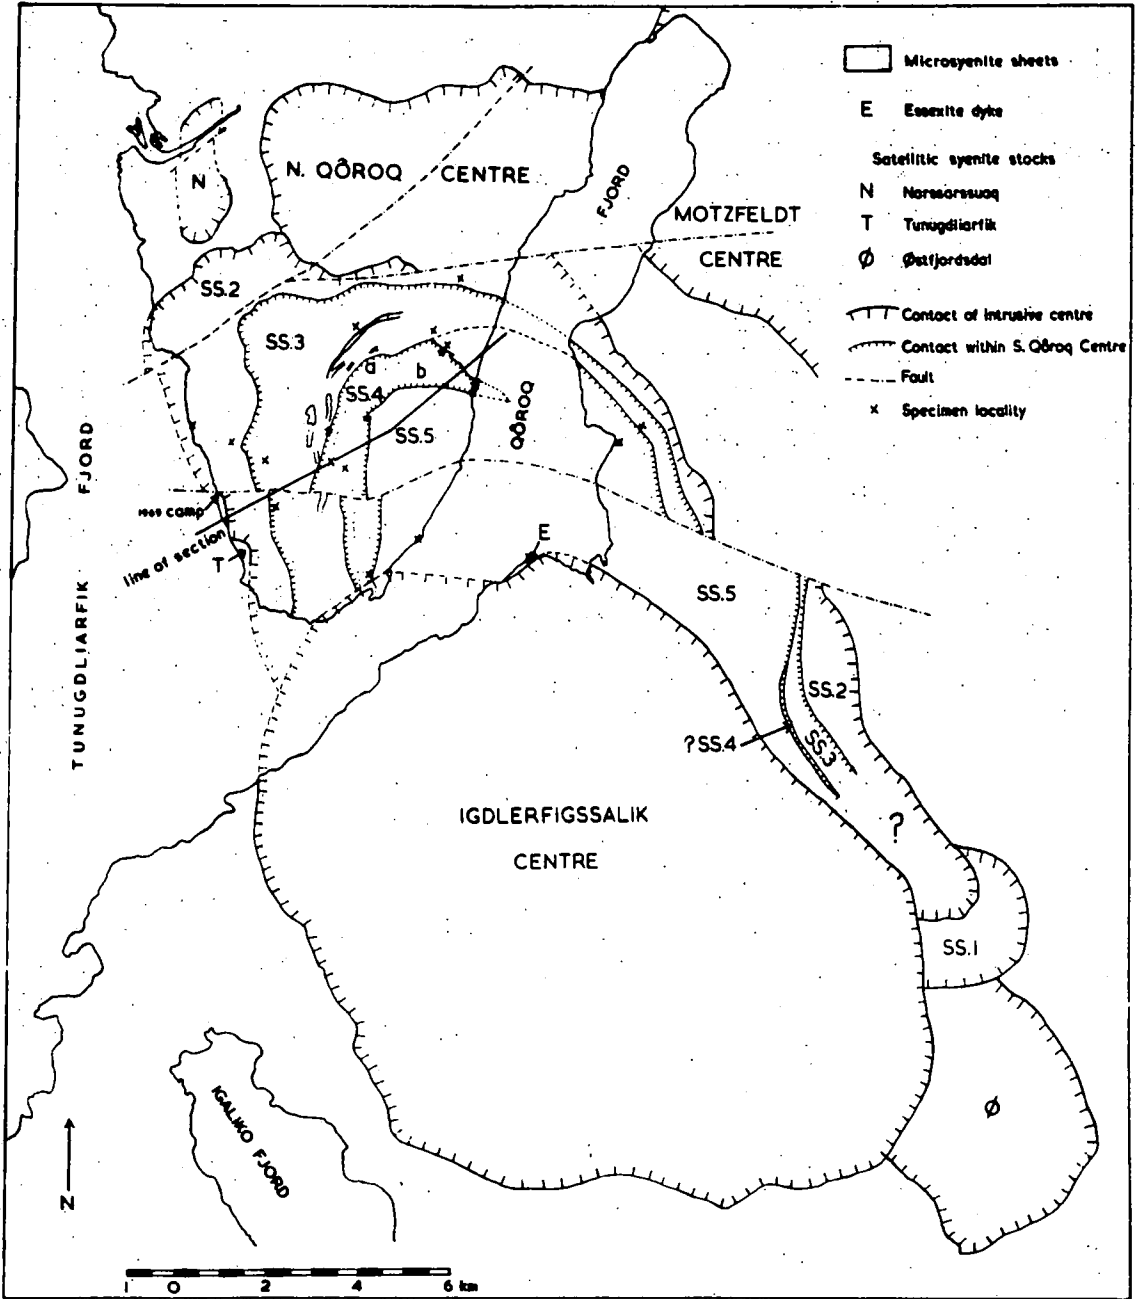 Microsyenite sheets
E Essexite dyke
Satellitic syenite stocks
N Narssarssuaq
T Tunugdliarfik
Ø Østfjordsdal
Contact of intrusive centre
Contact within S. Qôroq Centre
Fault
x Specimen locality
N
N. QÔROQ CENTRE
FJORD
MOTZFELDT
CENTRE
SS.2
SS.3
a
b
SS.4
SS.5
QÔROQ
FJORD
1969 camp
line of section
T
E
TUNUGDLIARFIK
SS.5
SS.2
?SS.4
SS.3
?
IGDLERFIGSSALIK
CENTRE
SS.1
Ø
IGALIKO FJORD
N
1 0 2 4 6 km